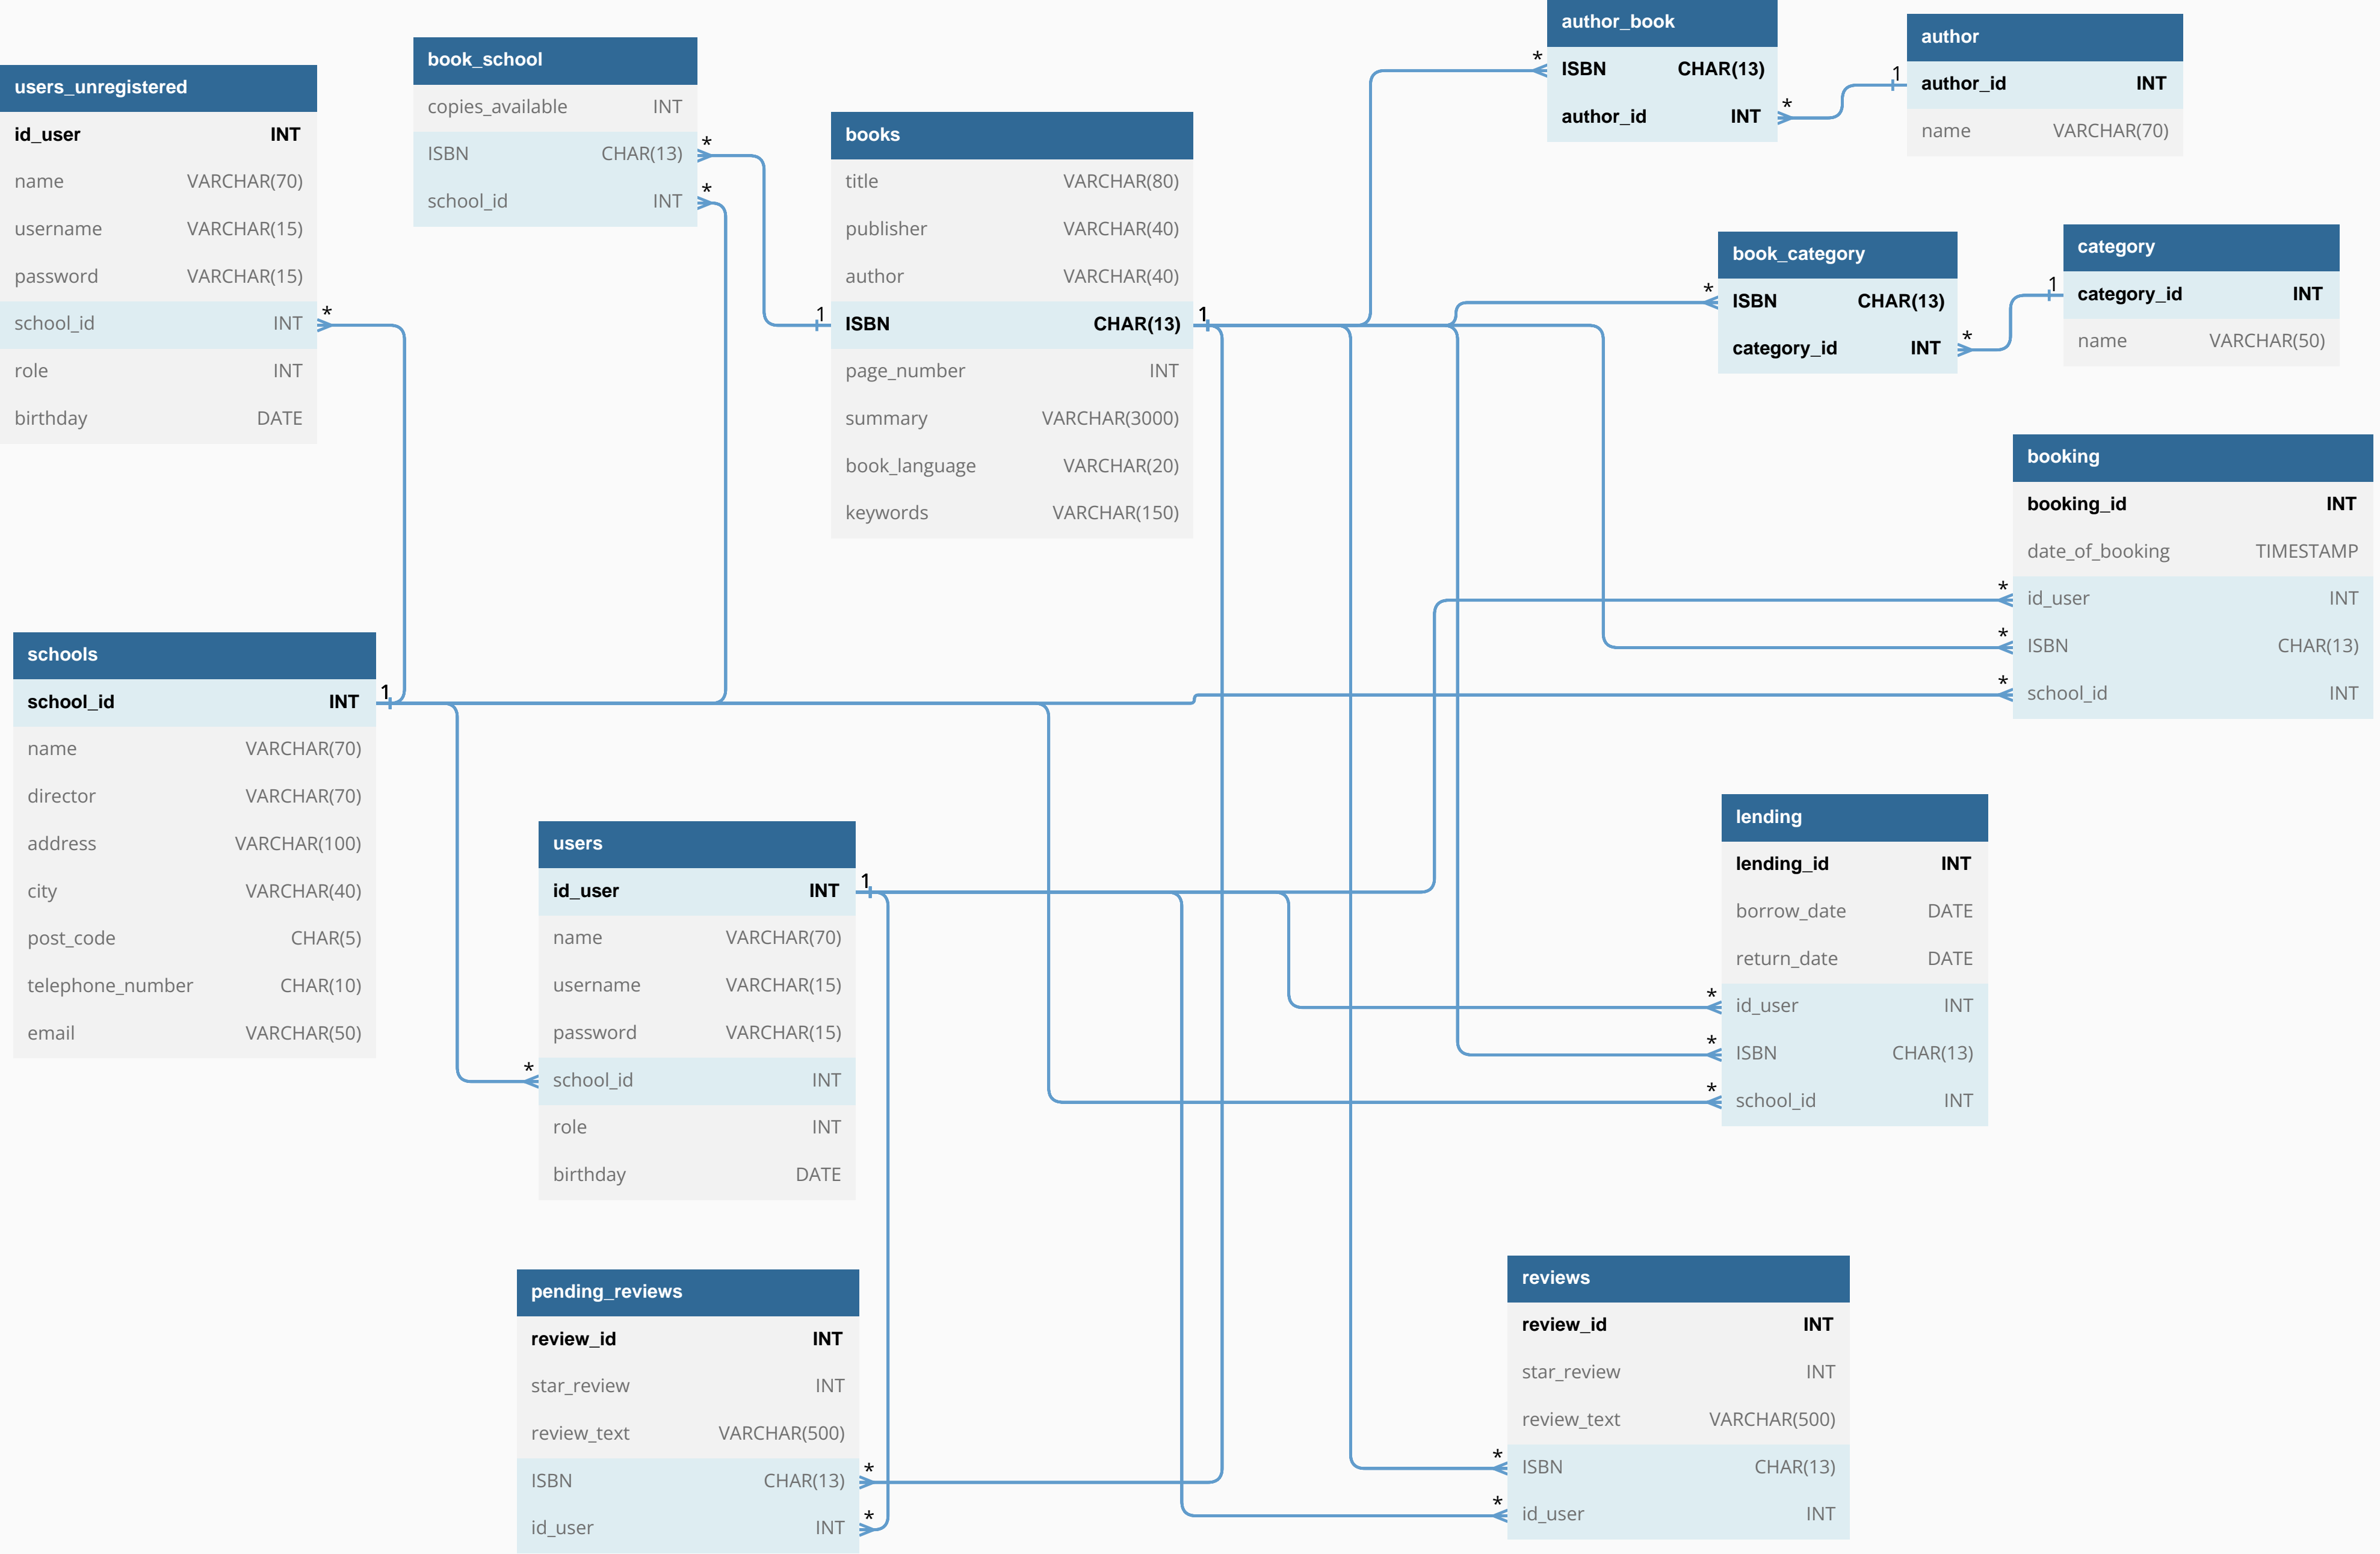 users_unregistered
id_user INT
name VARCHAR(70)
username VARCHAR(15)
password VARCHAR(15)
school_id INT
*
role INT
birthday DATE
book_school
copies_available INT
ISBN CHAR(13)
*
school_id INT
*
books
title VARCHAR(80)
publisher VARCHAR(40)
author VARCHAR(40)
1
ISBN CHAR(13)
1
page_number INT
summary VARCHAR(3000)
book_language VARCHAR(20)
keywords VARCHAR(150)
author_book
*
ISBN CHAR(13)
author_id INT
*
author
1
author_id INT
name VARCHAR(70)
book_category
*
ISBN CHAR(13)
category_id INT
*
category
1
category_id INT
name VARCHAR(50)
booking
booking_id INT
date_of_booking TIMESTAMP
*
id_user INT
*
ISBN CHAR(13)
*
school_id INT
schools
school_id INT
1
name VARCHAR(70)
director VARCHAR(70)
address VARCHAR(100)
city VARCHAR(40)
post_code CHAR(5)
telephone_number CHAR(10)
email VARCHAR(50)
users
id_user INT
1
name VARCHAR(70)
username VARCHAR(15)
password VARCHAR(15)
*
school_id INT
role INT
birthday DATE
lending
lending_id INT
borrow_date DATE
return_date DATE
*
id_user INT
*
ISBN CHAR(13)
*
school_id INT
pending_reviews
review_id INT
star_review INT
review_text VARCHAR(500)
ISBN CHAR(13)
*
id_user INT
*
reviews
review_id INT
star_review INT
review_text VARCHAR(500)
*
ISBN CHAR(13)
*
id_user INT